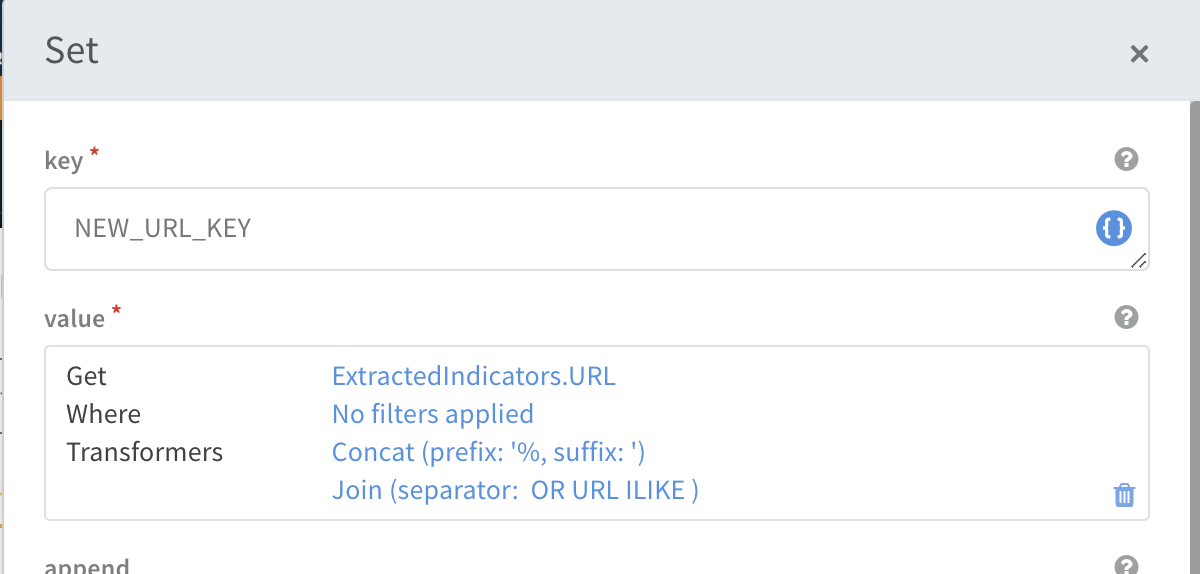 Set
key *
NEW_URL_KEY
value *
Get ExtractedIndicators.URL
Where No filters applied
Transformers Concat (prefix: '%, suffix: ')
Join (separator:  OR URL ILIKE )
append